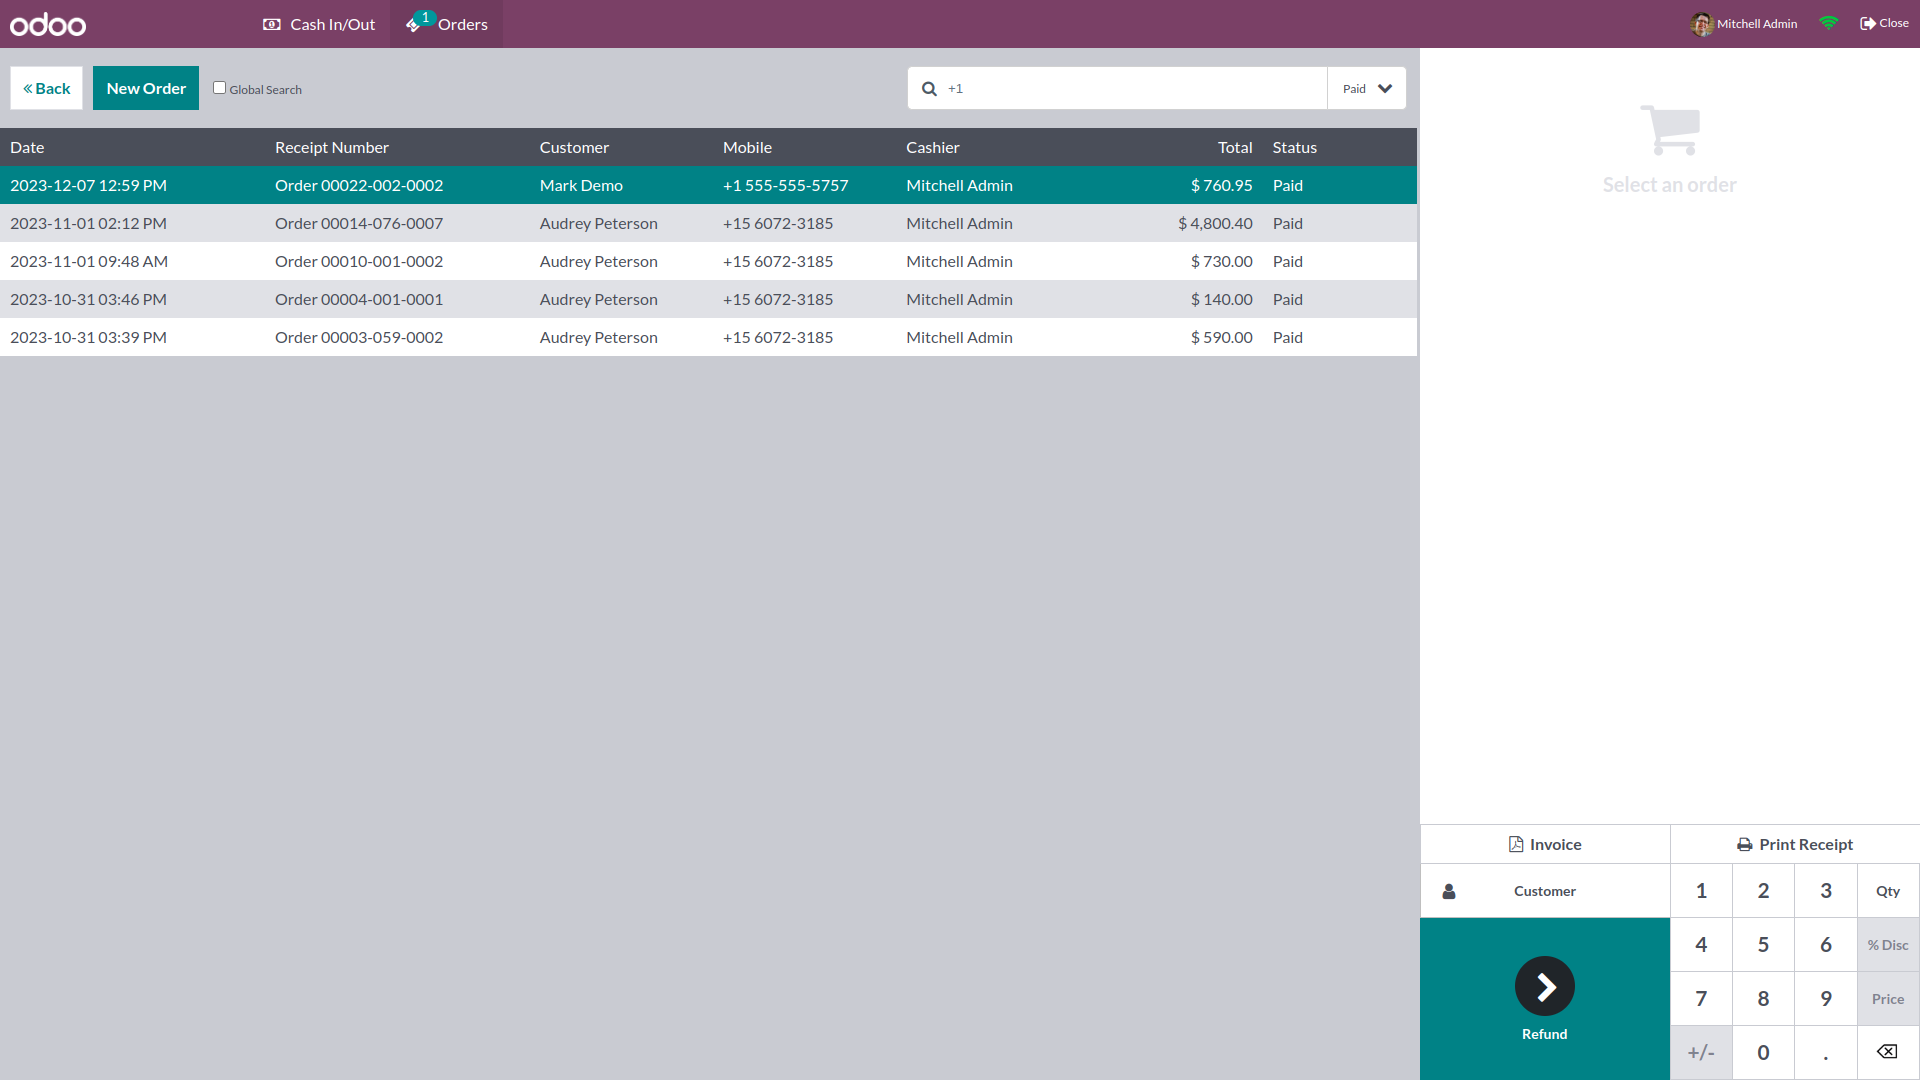 odoo Cash In/Out 1 Orders Mitchell Admin Close
Back New Order Global Search +1 Paid
Date Receipt Number Customer Mobile Cashier Total Status
2023-12-07 12:59 PM Order 00022-002-0002 Mark Demo +1 555-555-5757 Mitchell Admin $ 760.95 Paid
2023-11-01 02:12 PM Order 00014-076-0007 Audrey Peterson +15 6072-3185 Mitchell Admin $ 4,800.40 Paid
2023-11-01 09:48 AM Order 00010-001-0002 Audrey Peterson +15 6072-3185 Mitchell Admin $ 730.00 Paid
2023-10-31 03:46 PM Order 00004-001-0001 Audrey Peterson +15 6072-3185 Mitchell Admin $ 140.00 Paid
2023-10-31 03:39 PM Order 00003-059-0002 Audrey Peterson +15 6072-3185 Mitchell Admin $ 590.00 Paid
Select an order
Invoice Print Receipt
Customer 1 2 3 Qty
4 5 6 % Disc
7 8 9 Price
Refund
+/- 0 .